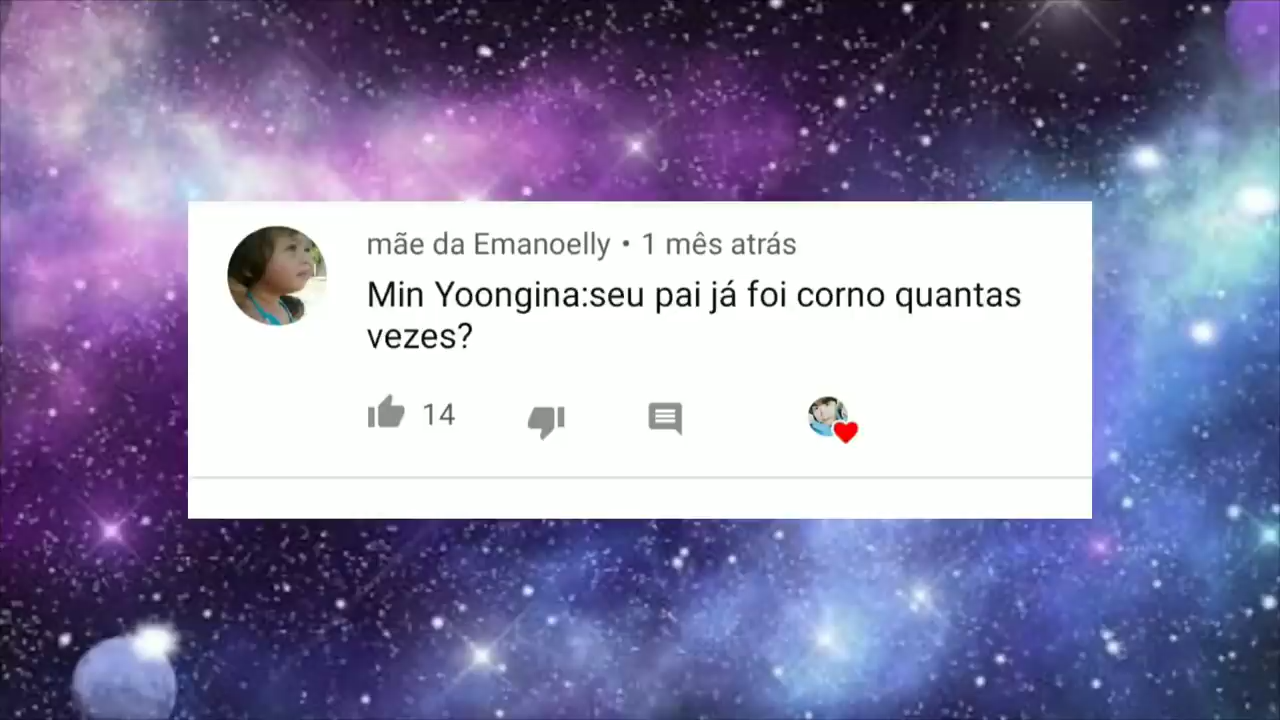 mãe da Emanoelly • 1 mês atrás
Min Yoongina:seu pai já foi corno quantas
vezes?
14